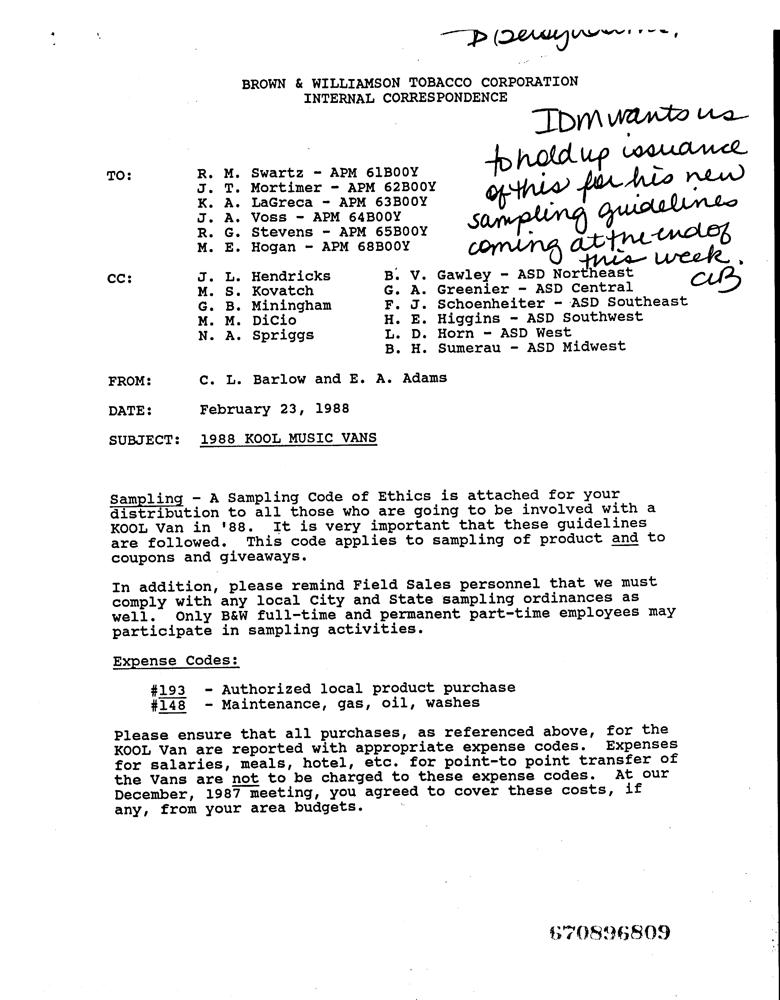 BROWN & WILLIAMSON TOBACCO CORPORATION
INTERNAL CORRESPONDENCE
IDM wants us
to hold up issuance
of this for his new
sampling guidelines
coming at the end of
this week.
CLB
TO: R. M. Swartz - APM 61B00Y
J. T. Mortimer - APM 62B00Y
K. A. LaGreca - APM 63B00Y
J. A. Voss - APM 64B00Y
R. G. Stevens - APM 65B00Y
M. E. Hogan - APM 68B00Y
CC: J. L. Hendricks B. V. Gawley - ASD Northeast
M. S. Kovatch G. A. Greenier - ASD Central
G. B. Miningham F. J. Schoenheiter - ASD Southeast
M. M. DiCio H. E. Higgins - ASD Southwest
N. A. Spriggs L. D. Horn - ASD West
B. H. Sumerau - ASD Midwest
FROM: C. L. Barlow and E. A. Adams
DATE: February 23, 1988
SUBJECT: 1988 KOOL MUSIC VANS
Sampling - A Sampling Code of Ethics is attached for your
distribution to all those who are going to be involved with a
KOOL Van in '88. It is very important that these guidelines
are followed. This code applies to sampling of product and to
coupons and giveaways.
In addition, please remind Field Sales personnel that we must
comply with any local City and State sampling ordinances as
well. Only B&W full-time and permanent part-time employees may
participate in sampling activities.
Expense Codes:
#193 - Authorized local product purchase
#148 - Maintenance, gas, oil, washes
Please ensure that all purchases, as referenced above, for the
KOOL Van are reported with appropriate expense codes. Expenses
for salaries, meals, hotel, etc. for point-to point transfer of
the Vans are not to be charged to these expense codes. At our
December, 1987 meeting, you agreed to cover these costs, if
any, from your area budgets.
670896809